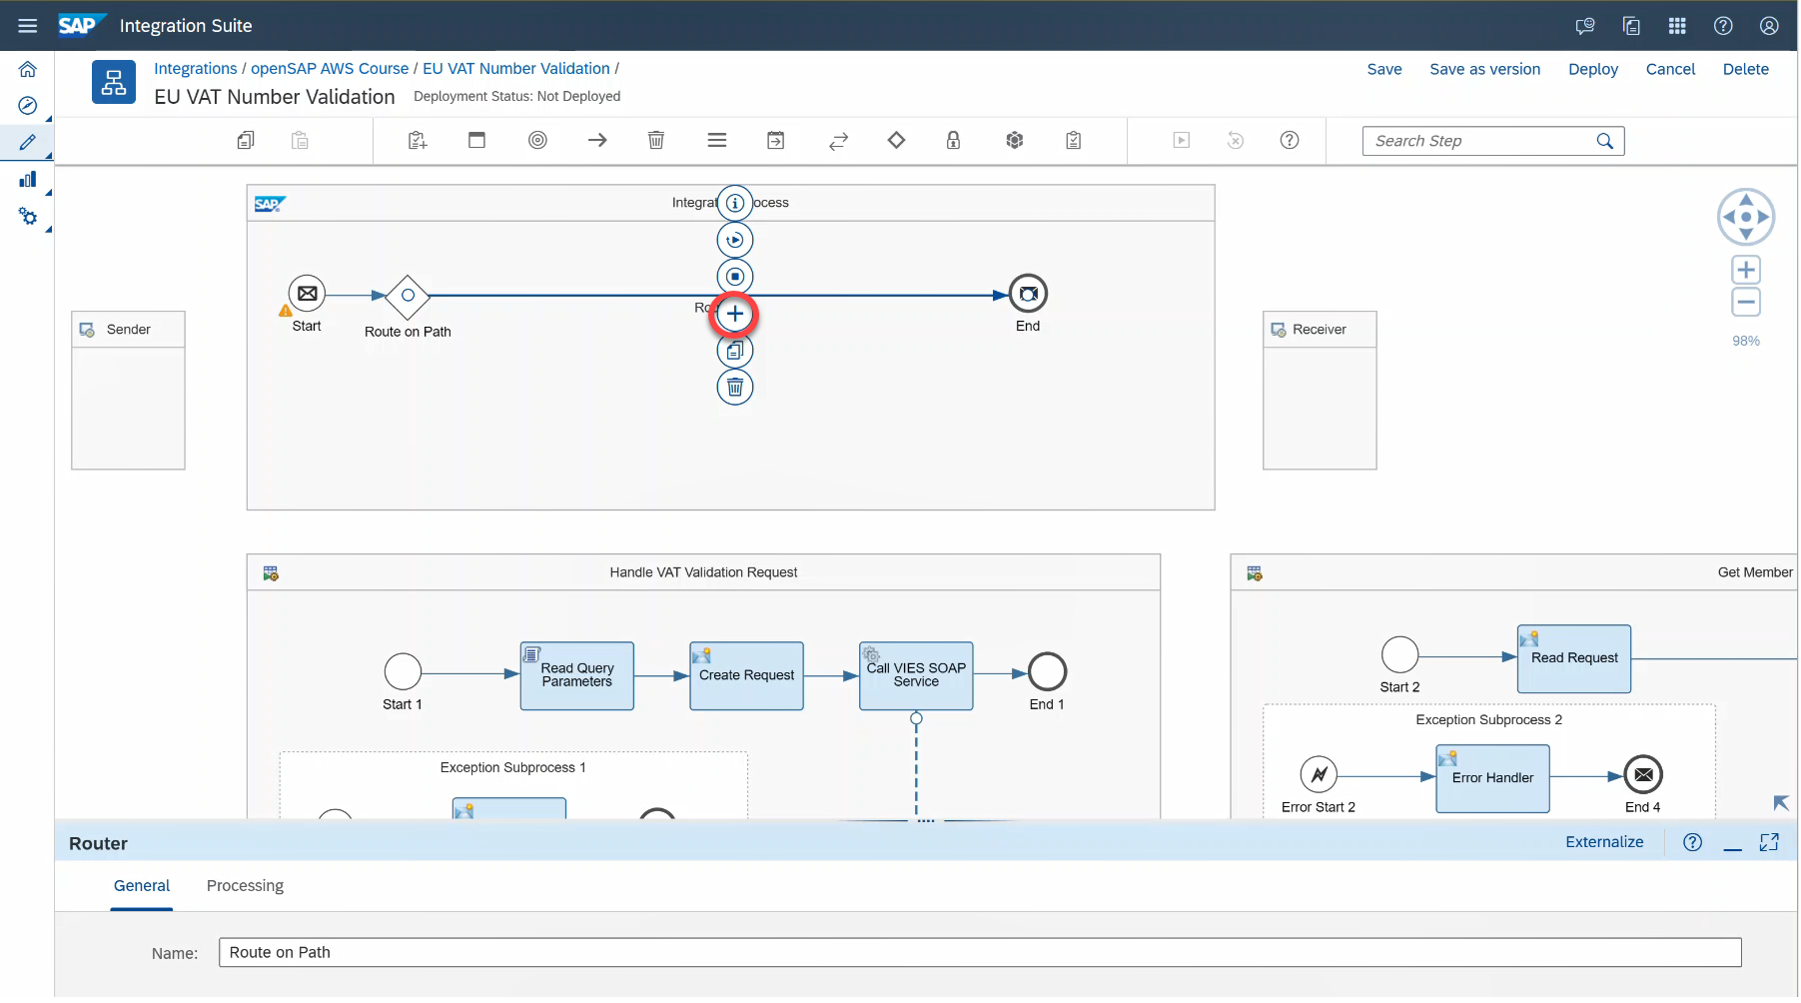 SAP Integration Suite
Integrations / openSAP AWS Course / EU VAT Number Validation /
EU VAT Number Validation Deployment Status: Not Deployed
Save Save as version Deploy Cancel Delete
Search Step
SAP
Start
Route on Path
End
Sender
Receiver
98%
Handle VAT Validation Request
Start 1
Read Query
Parameters
Create Request
Call VIES SOAP
Service
End 1
Exception Subprocess 1
Get Member
Start 2
Read Request
Exception Subprocess 2
Error Start 2
Error Handler
End 4
Router
Externalize
General Processing
Name: Route on Path